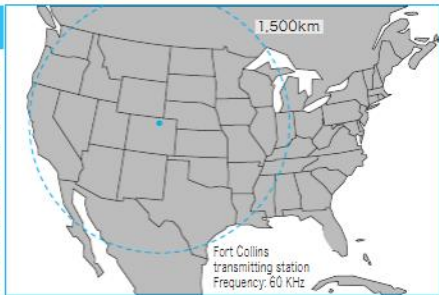 1,500km
Fort Collins
transmitting station
Frequency: 60 KHz